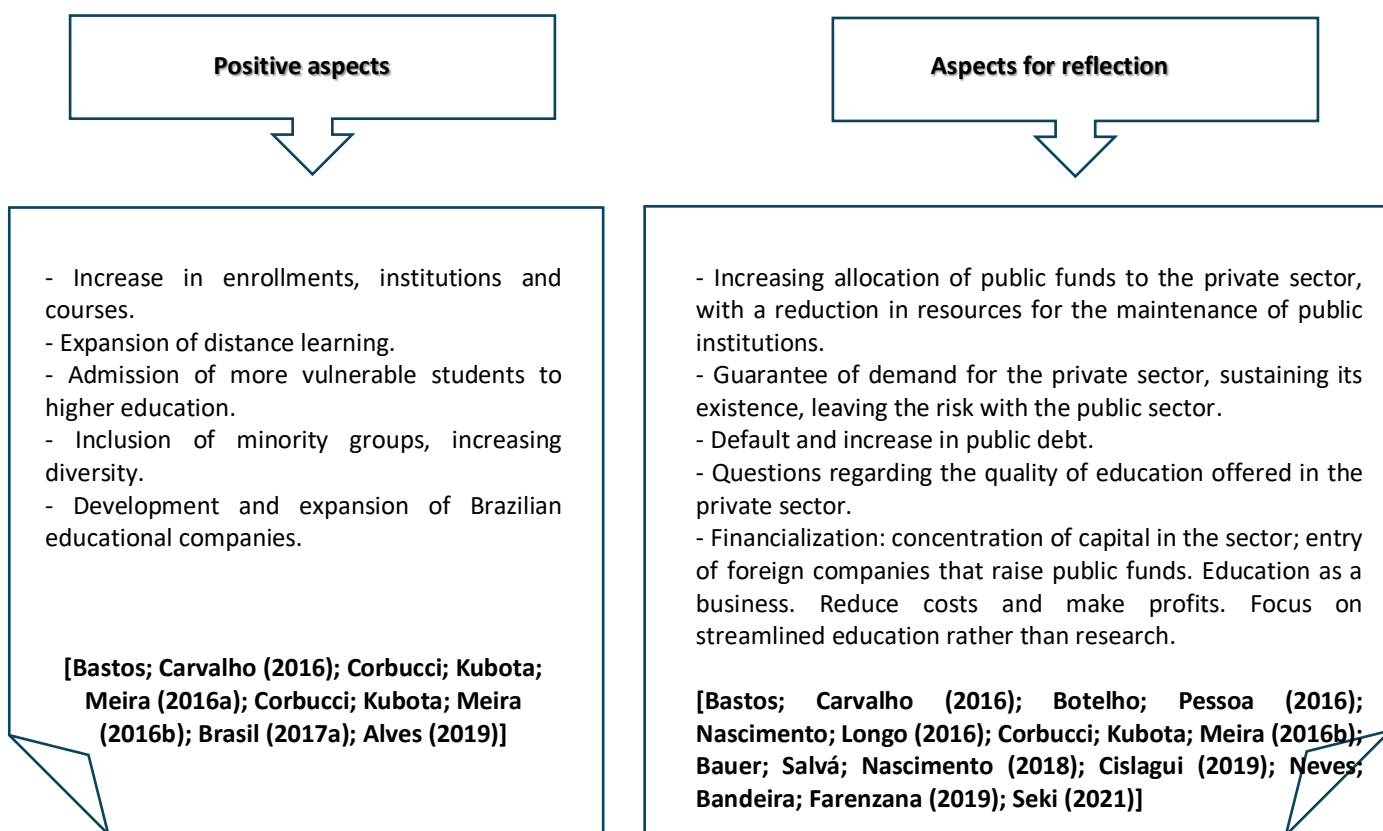 Positive aspects
Aspects for reflection
- Increase in enrollments, institutions and
courses.
- Expansion of distance learning.
- Admission of more vulnerable students to
higher education.
- Inclusion of minority groups, increasing
diversity.
- Development and expansion of Brazilian
educational companies.
[Bastos; Carvalho (2016); Corbucci; Kubota;
Meira (2016a); Corbucci; Kubota; Meira
(2016b); Brasil (2017a); Alves (2019)]
- Increasing allocation of public funds to the private sector,
with a reduction in resources for the maintenance of public
institutions.
- Guarantee of demand for the private sector, sustaining its
existence, leaving the risk with the public sector.
- Default and increase in public debt.
- Questions regarding the quality of education offered in the
private sector.
- Financialization: concentration of capital in the sector; entry
of foreign companies that raise public funds. Education as a
business. Reduce costs and make profits. Focus on
streamlined education rather than research.
[Bastos; Carvalho (2016); Botelho; Pessoa (2016);
Nascimento; Longo (2016); Corbucci; Kubota; Meira (2016b);
Bauer; Salvá; Nascimento (2018); Cislagui (2019); Neves;
Bandeira; Farenzana (2019); Seki (2021)]